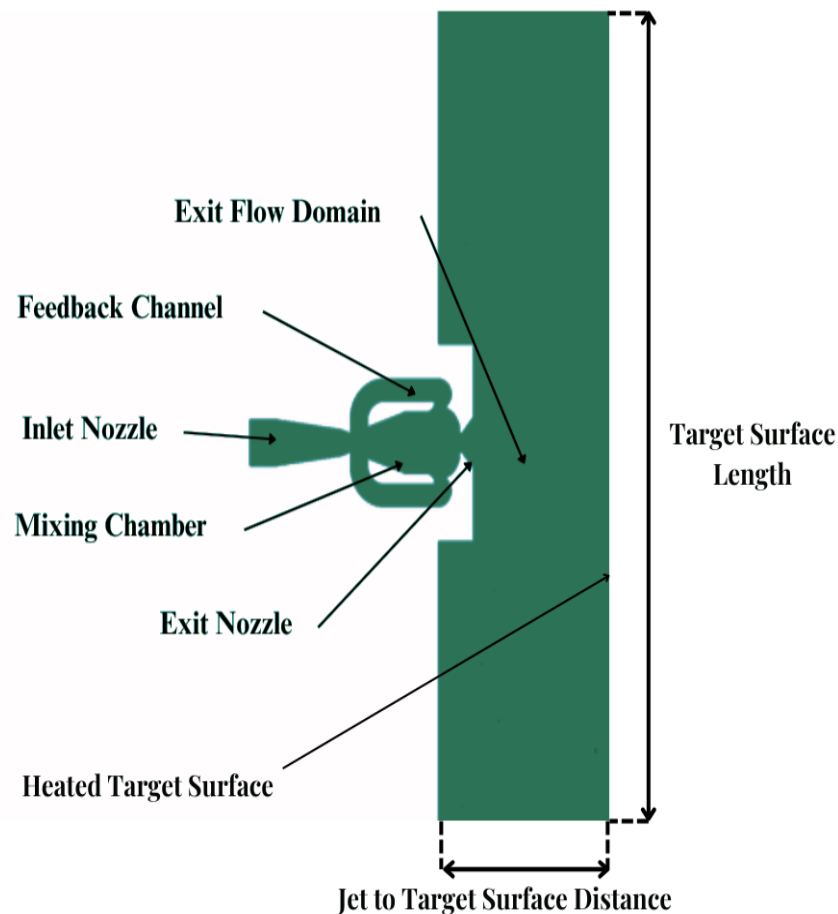 Exit Flow Domain
Feedback Channel
Inlet Nozzle
Target Surface
Length
Mixing Chamber
Exit Nozzle
Heated Target Surface
Jet to Target Surface Distance